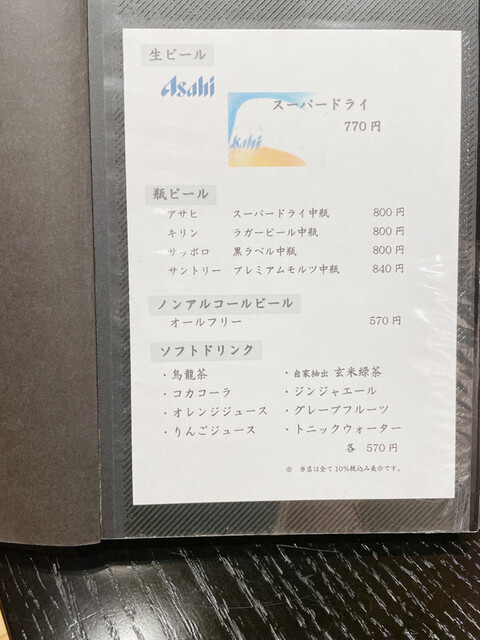 生ビール
Asahi
スーパードライ
770円
瓶ビール
アサヒ スーパードライ中瓶 800円
キリン ラガービール中瓶 800円
サッポロ 黒ラベル中瓶 800円
サントリー プレミアムモルツ中瓶 840円
ノンアルコールビール
オールフリー 570円
ソフトドリンク
・烏龍茶 ・自家抽出 玄米緑茶
・コカコーラ ・ジンジャエール
・オレンジジュース ・グレープフルーツ
・りんごジュース ・トニックウォーター
各 570円
※ 当店は全て10%税込み表示です。